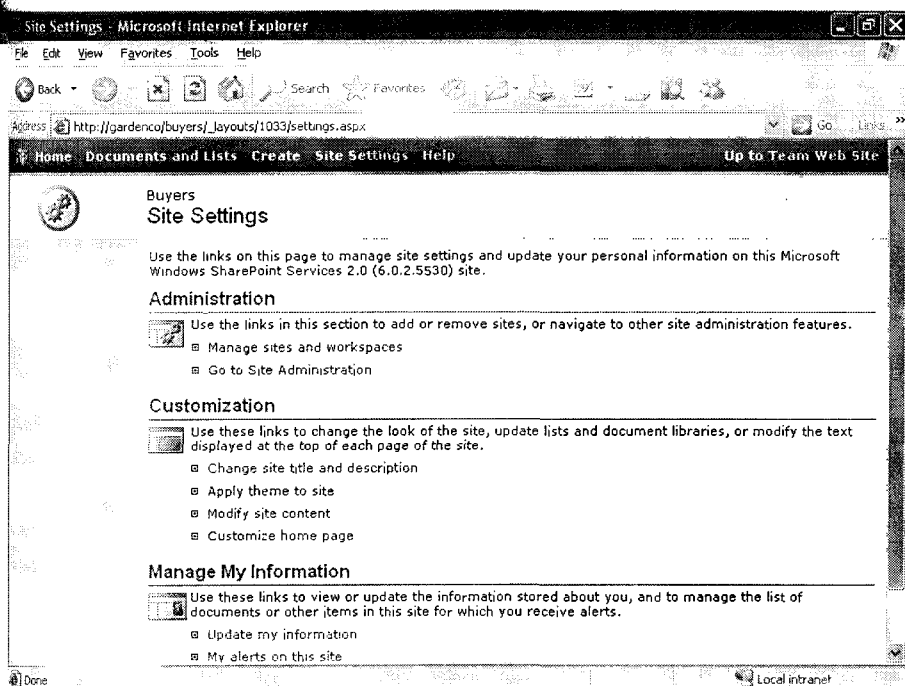 Site Settings - Microsoft Internet Explorer
File Edit View Favorites Tools Help
Back Search Favorites
Address http://gardenco/buyers/_layouts/1033/settings.aspx Go Links »
Home Documents and Lists Create Site Settings Help Up to Team Web Site
Buyers
Site Settings
Use the links on this page to manage site settings and update your personal information on this Microsoft
Windows SharePoint Services 2.0 (6.0.2.5530) site.
Administration
Use the links in this section to add or remove sites, or navigate to other site administration features.
Manage sites and workspaces
Go to Site Administration
Customization
Use these links to change the look of the site, update lists and document libraries, or modify the text
displayed at the top of each page of the site.
Change site title and description
Apply theme to site
Modify site content
Customize home page
Manage My Information
Use these links to view or update the information stored about you, and to manage the list of
documents or other items in this site for which you receive alerts.
Update my information
My alerts on this site
Done Local intranet